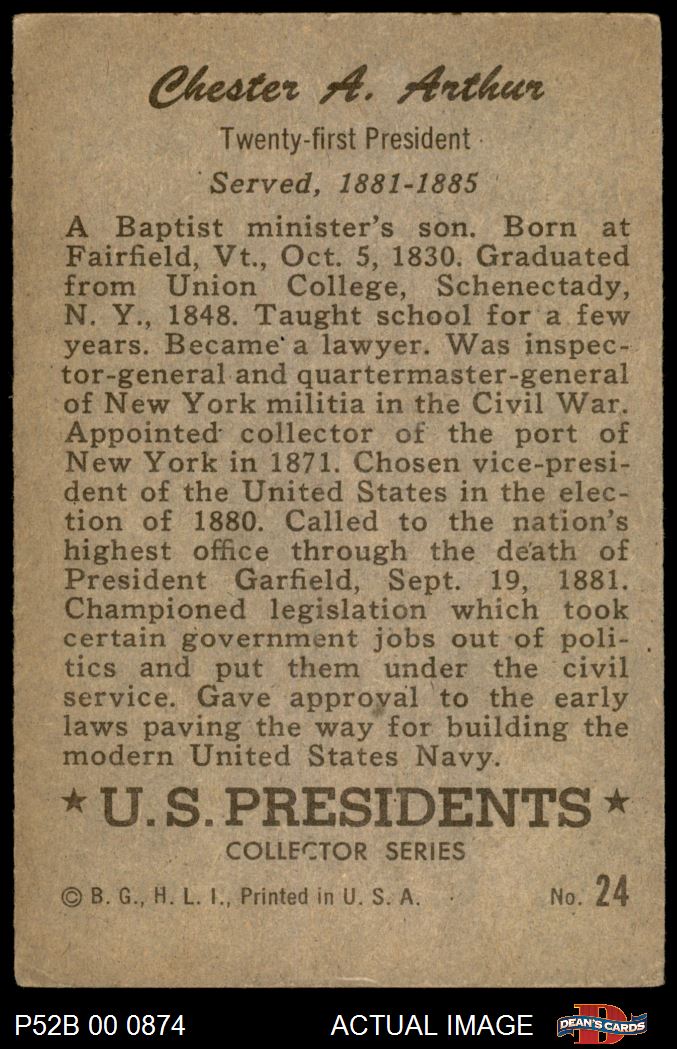 Chester A. Arthur
Twenty-first President
Served, 1881-1885
A Baptist minister's son. Born at
Fairfield, Vt., Oct. 5, 1830. Graduated
from Union College, Schenectady,
N. Y., 1848. Taught school for a few
years. Became a lawyer. Was inspec-
tor-general and quartermaster-general
of New York militia in the Civil War.
Appointed collector of the port of
New York in 1871. Chosen vice-presi-
dent of the United States in the elec-
tion of 1880. Called to the nation's
highest office through the death of
President Garfield, Sept. 19, 1881.
Championed legislation which took
certain government jobs out of poli-
tics and put them under the civil
service. Gave approval to the early
laws paving the way for building the
modern United States Navy.
★ U.S. PRESIDENTS ★
COLLECTOR SERIES
© B. G., H. L. I., Printed in U. S. A. No. 24
P52B 00 0874 ACTUAL IMAGE D DEAN'S CARDS